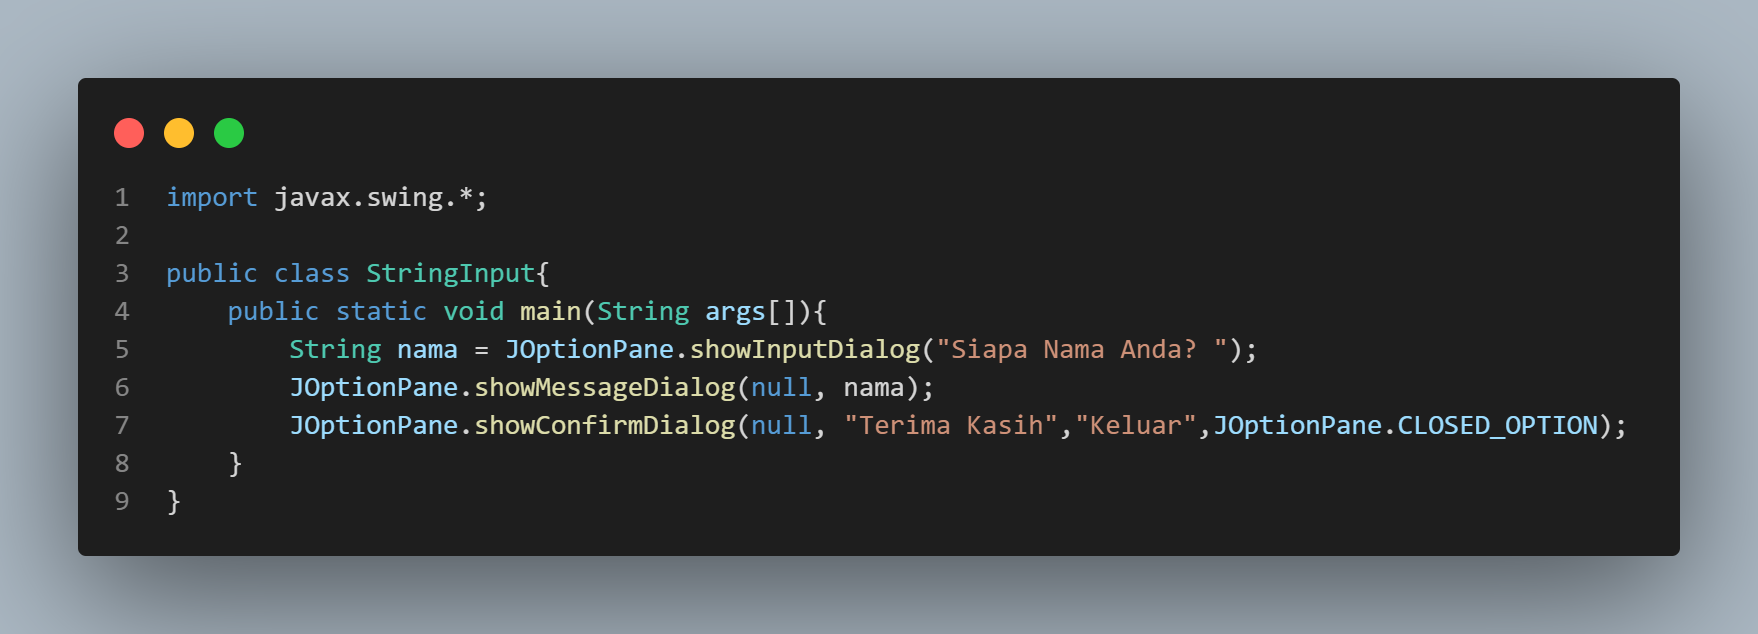 1 import javax.swing.*;
2
3 public class StringInput{
4     public static void main(String args[]){
5         String nama = JOptionPane.showInputDialog("Siapa Nama Anda? ");
6         JOptionPane.showMessageDialog(null, nama);
7         JOptionPane.showConfirmDialog(null, "Terima Kasih","Keluar",JOptionPane.CLOSED_OPTION);
8     }
9 }